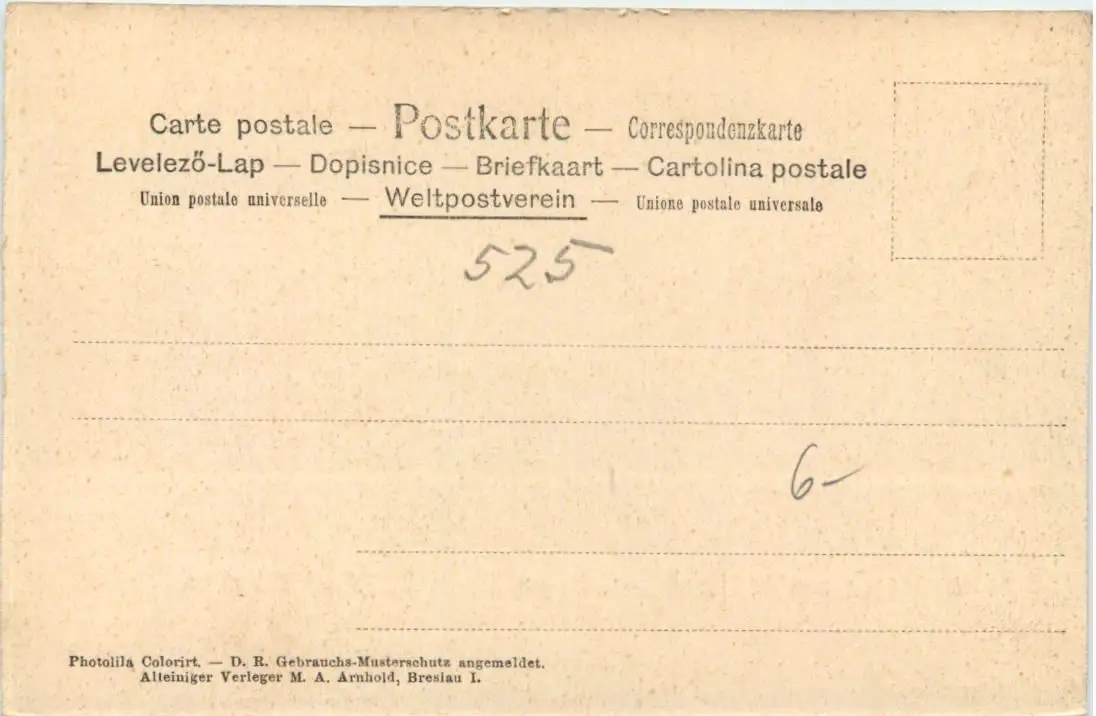 Carte postale — Postkarte — Correspondenzkarte
Levelező-Lap — Dopisnice — Briefkaart — Cartolina postale
Union postale universelle — Weltpostverein — Unione postale universale
525
6-
Photolila Colorirt. — D. R. Gebrauchs-Musterschutz angemeldet.
Alleiniger Verleger M. A. Arnhold, Breslau I.